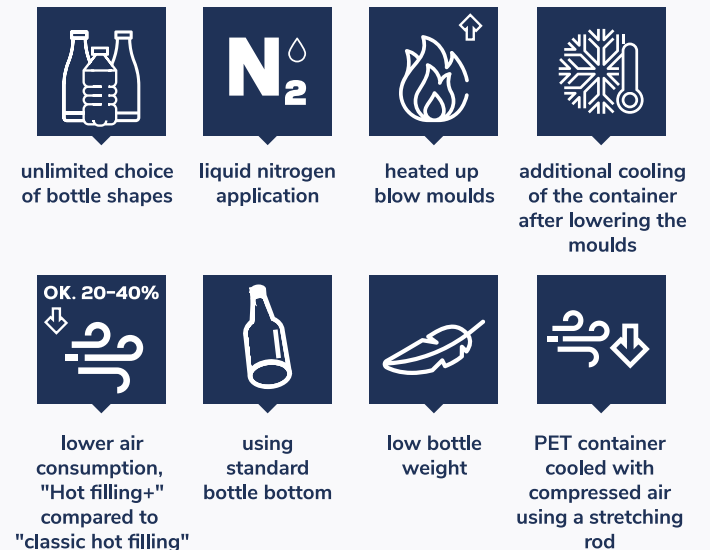 N2
unlimited choice
of bottle shapes
liquid nitrogen
application
heated up
blow moulds
additional cooling
of the container
after lowering the
moulds
OK. 20-40%
lower air
consumption,
"Hot filling+"
compared to
"classic hot filling"
using
standard
bottle bottom
low bottle
weight
PET container
cooled with
compressed air
using a stretching
rod